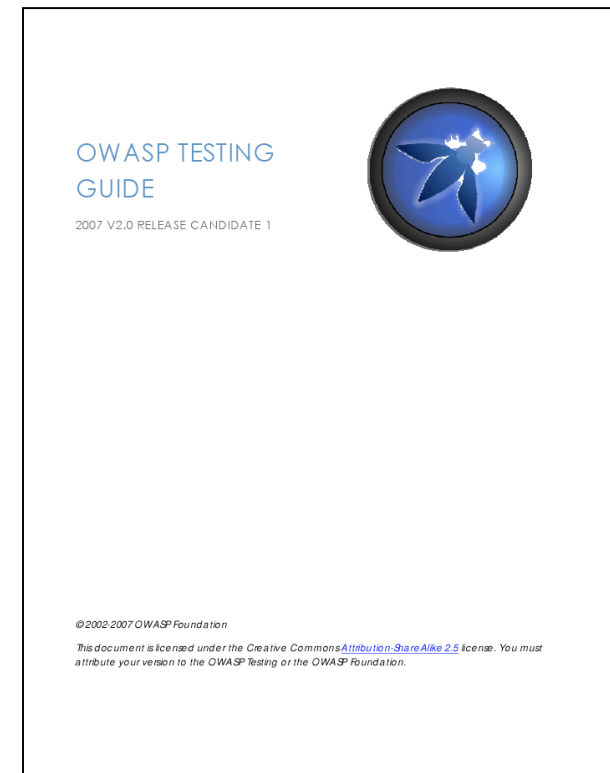 OWASP TESTING
GUIDE
2007 V2.0 RELEASE CANDIDATE 1
© 2002-2007 OWASP Foundation
This document is licensed under the Creative Commons Attribution-ShareAlike 2.5 license. You must
attribute your version to the OWASP Testing or the OWASP Foundation.